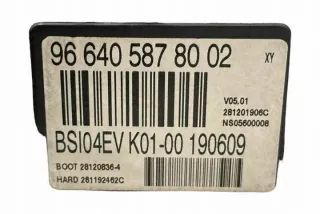 96 640 587 80 02
XY
V05.01
281201906C
NS05600008
BSI04EV K01-00 190609
BOOT 28120836-4
HARD 281192462C